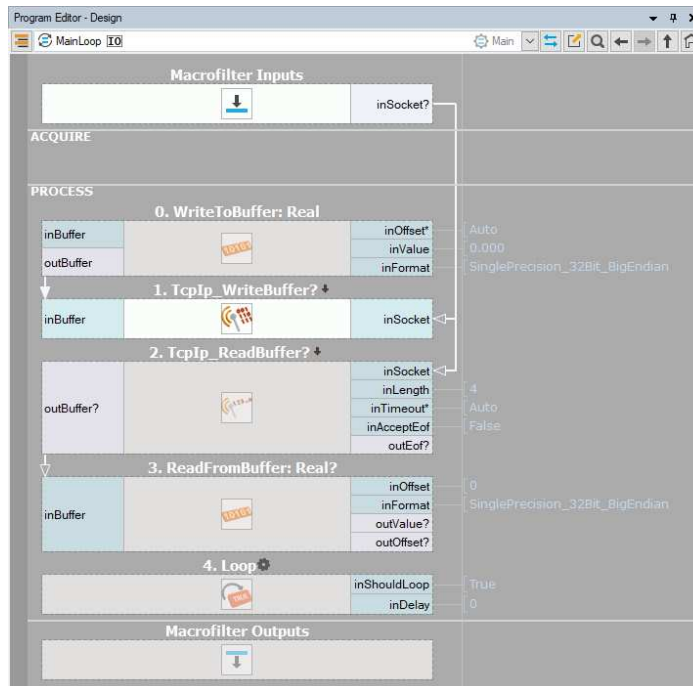 Program Editor - Design
MainLoop IO
Main
Macrofilter Inputs
inSocket?
ACQUIRE
PROCESS
0. WriteToBuffer: Real
inBuffer
outBuffer
inOffset* Auto
inValue 0.000
inFormat SinglePrecision_32Bit_BigEndian
1. TcpIp_WriteBuffer?
inBuffer
inSocket
2. TcpIp_ReadBuffer?
outBuffer?
inSocket
inLength 4
inTimeout* Auto
inAcceptEof False
outEof?
3. ReadFromBuffer: Real?
inBuffer
inOffset 0
inFormat SinglePrecision_32Bit_BigEndian
outValue?
outOffset?
4. Loop
inShouldLoop True
inDelay 0
Macrofilter Outputs